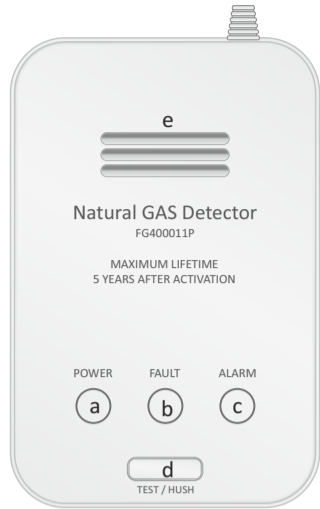 e
Natural GAS Detector
FG400011P
MAXIMUM LIFETIME
5 YEARS AFTER ACTIVATION
POWER FAULT ALARM
a b c
d
TEST / HUSH